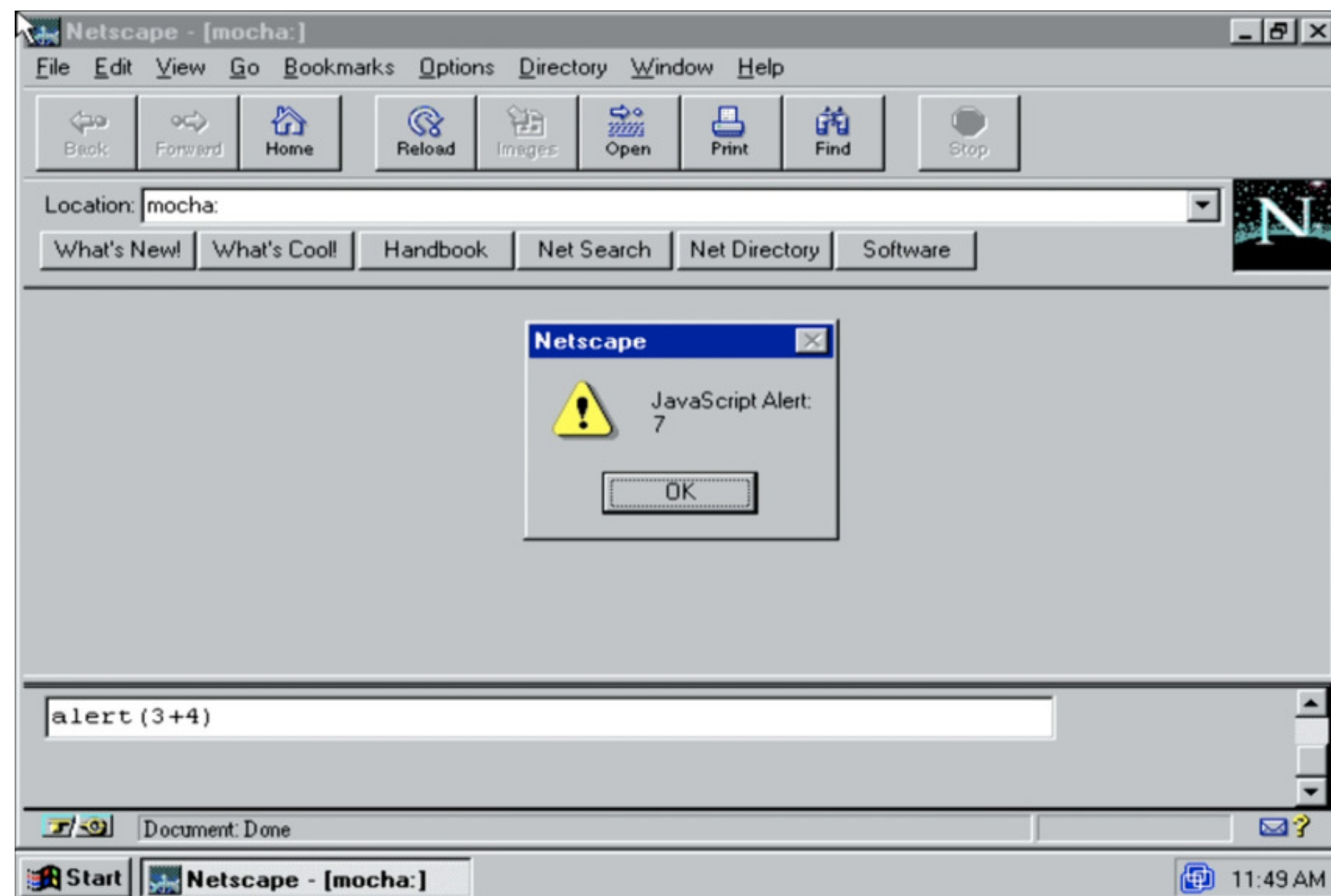 Netscape - [mocha:]
File Edit View Go Bookmarks Options Directory Window Help
Back Forward Home Reload Images Open Print Find Stop
Location: mocha:
N
What's New! What's Cool! Handbook Net Search Net Directory Software
Netscape
JavaScript Alert:
7
OK
alert(3+4)
Document: Done
Start Netscape - [mocha:] 11:49 AM